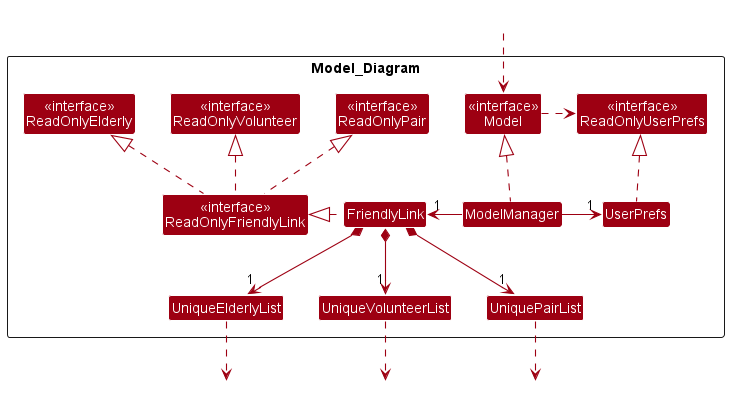 Model_Diagram
«interface»
ReadOnlyElderly
«interface»
ReadOnlyVolunteer
«interface»
ReadOnlyPair
«interface»
Model
«interface»
ReadOnlyUserPrefs
«interface»
ReadOnlyFriendlyLink
FriendlyLink
1
ModelManager
1
UserPrefs
1
1
1
UniqueElderlyList
UniqueVolunteerList
UniquePairList